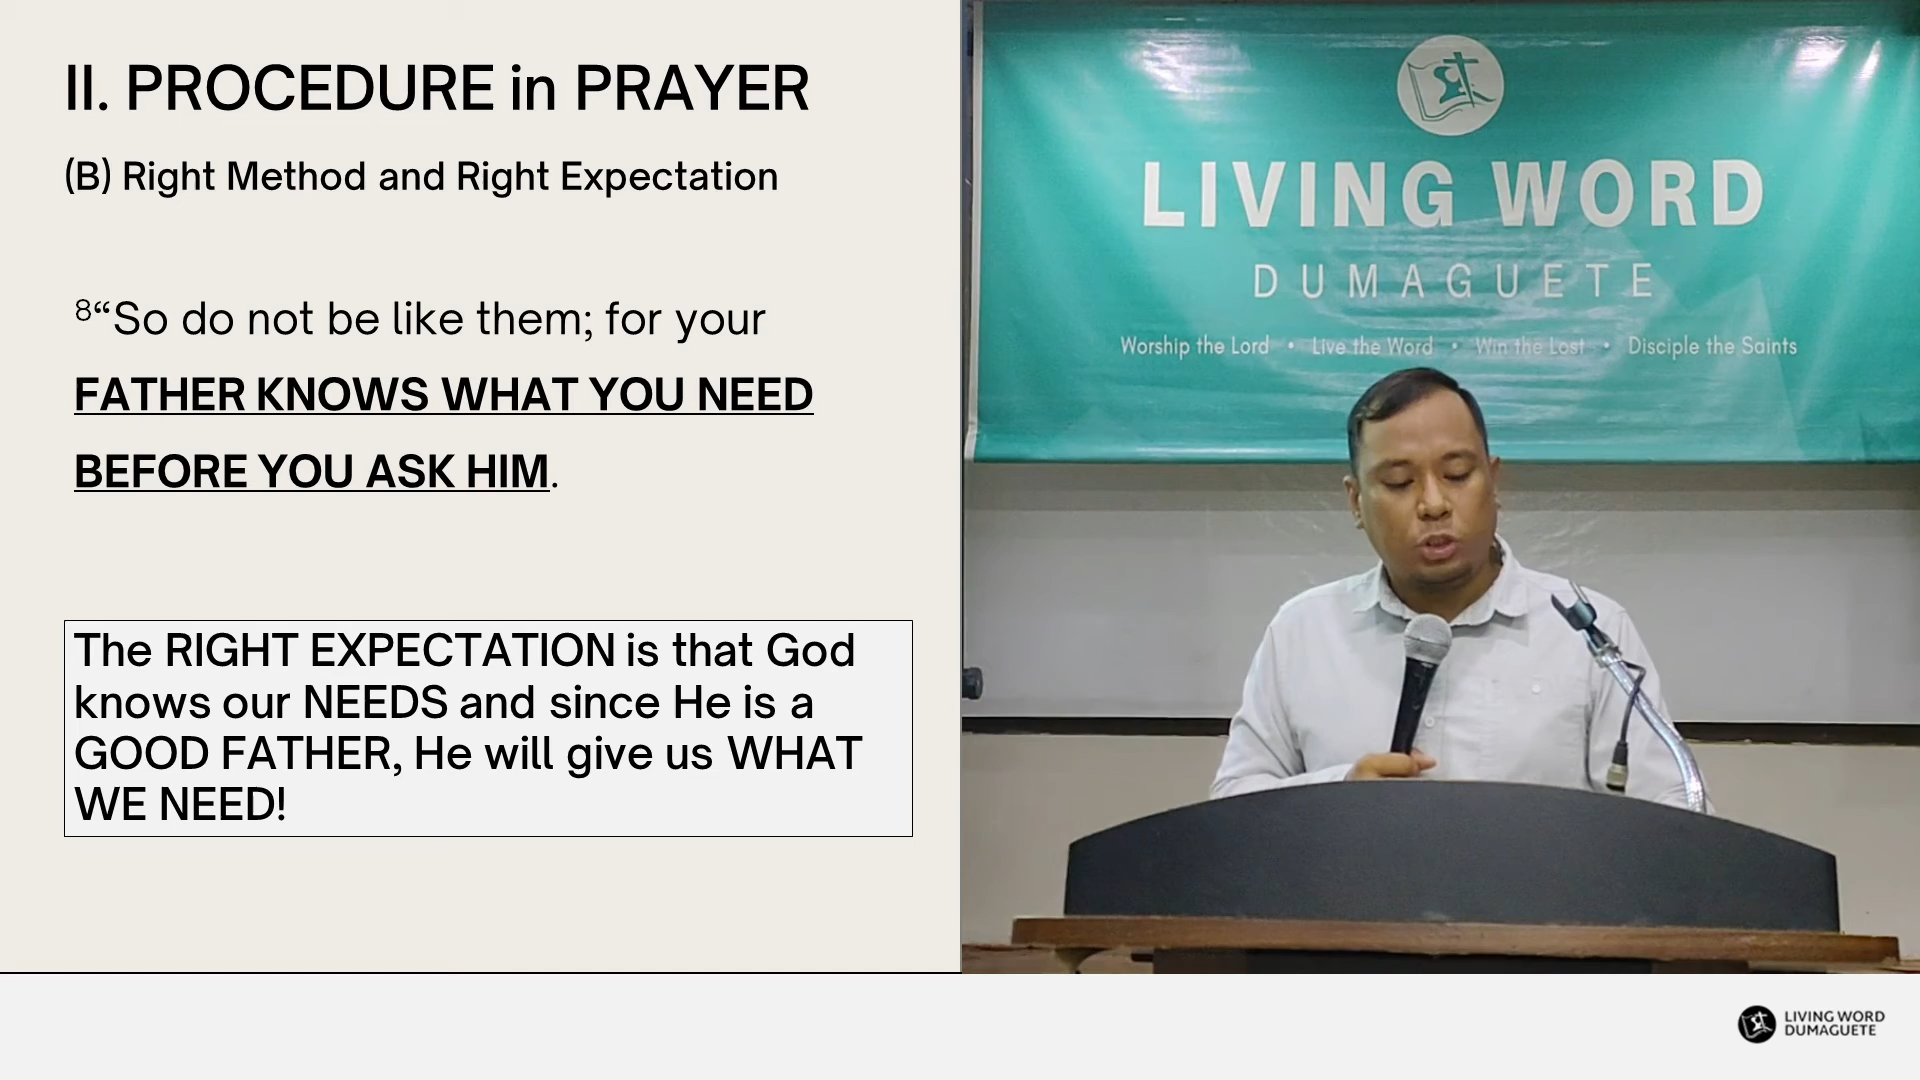 II. PROCEDURE in PRAYER
(B) Right Method and Right Expectation
8“So do not be like them; for your
FATHER KNOWS WHAT YOU NEED
BEFORE YOU ASK HIM.
The RIGHT EXPECTATION is that God
knows our NEEDS and since He is a
GOOD FATHER, He will give us WHAT
WE NEED!
LIVING WORD
DUMAGUETE
Worship the Lord • Live the Word • Win the Lost • Disciple the Saints
LIVING WORD
DUMAGUETE